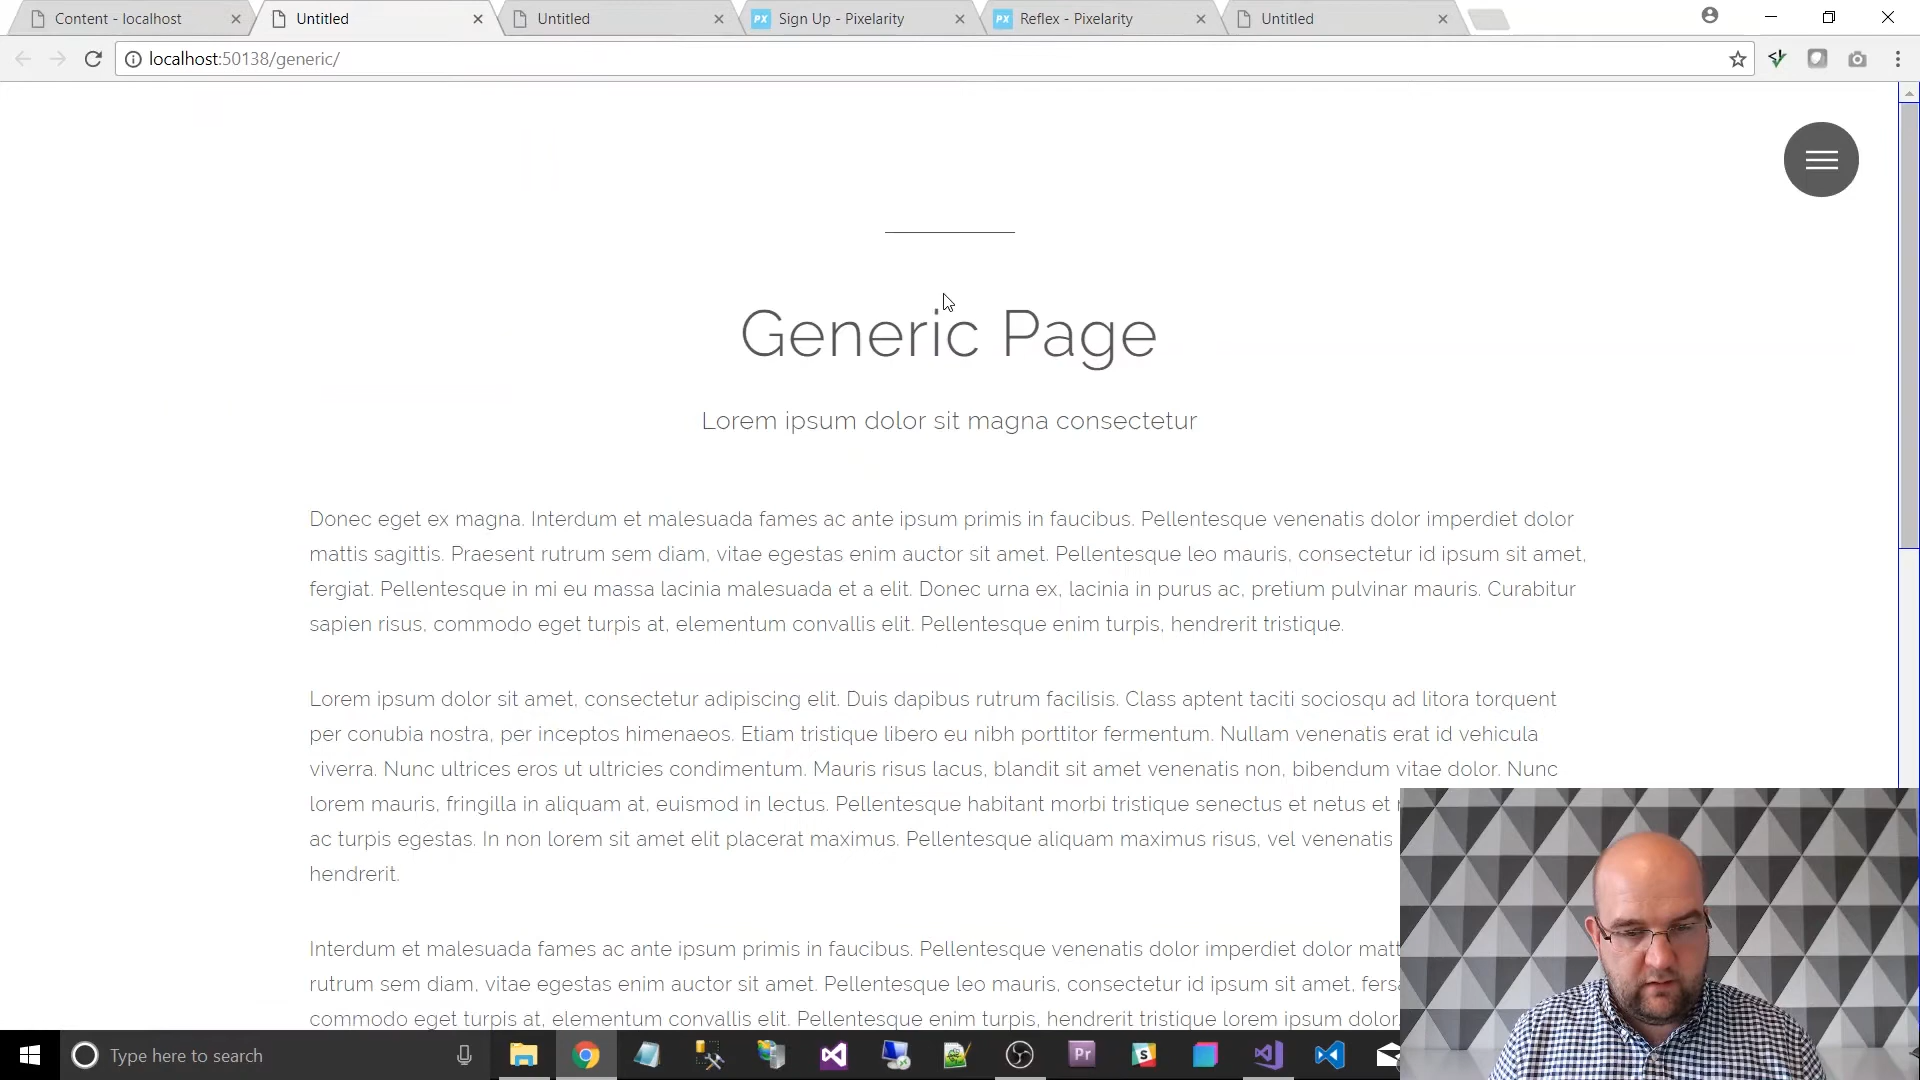 Content - localhost
Untitled
Untitled
PX Sign Up - Pixelarity
PX Reflex - Pixelarity
Untitled
localhost:50138/generic/
Generic Page
Lorem ipsum dolor sit magna consectetur
Donec eget ex magna. Interdum et malesuada fames ac ante ipsum primis in faucibus. Pellentesque venenatis dolor imperdiet dolor
mattis sagittis. Praesent rutrum sem diam, vitae egestas enim auctor sit amet. Pellentesque leo mauris, consectetur id ipsum sit amet,
fergiat. Pellentesque in mi eu massa lacinia malesuada et a elit. Donec urna ex, lacinia in purus ac, pretium pulvinar mauris. Curabitur
sapien risus, commodo eget turpis at, elementum convallis elit. Pellentesque enim turpis, hendrerit tristique.
Lorem ipsum dolor sit amet, consectetur adipiscing elit. Duis dapibus rutrum facilisis. Class aptent taciti sociosqu ad litora torquent
per conubia nostra, per inceptos himenaeos. Etiam tristique libero eu nibh porttitor fermentum. Nullam venenatis erat id vehicula
viverra. Nunc ultrices eros ut ultricies condimentum. Mauris risus lacus, blandit sit amet venenatis non, bibendum vitae dolor. Nunc
lorem mauris, fringilla in aliquam at, euismod in lectus. Pellentesque habitant morbi tristique senectus et netus et
ac turpis egestas. In non lorem sit amet elit placerat maximus. Pellentesque aliquam maximus risus, vel venenatis
hendrerit.
Interdum et malesuada fames ac ante ipsum primis in faucibus. Pellentesque venenatis dolor imperdiet dolor matt
rutrum sem diam, vitae egestas enim auctor sit amet. Pellentesque leo mauris, consectetur id ipsum sit amet, fersa
commodo eget turpis at, elementum convallis elit. Pellentesque enim turpis, hendrerit tristique lorem ipsum dolor.
Type here to search
Pr
S